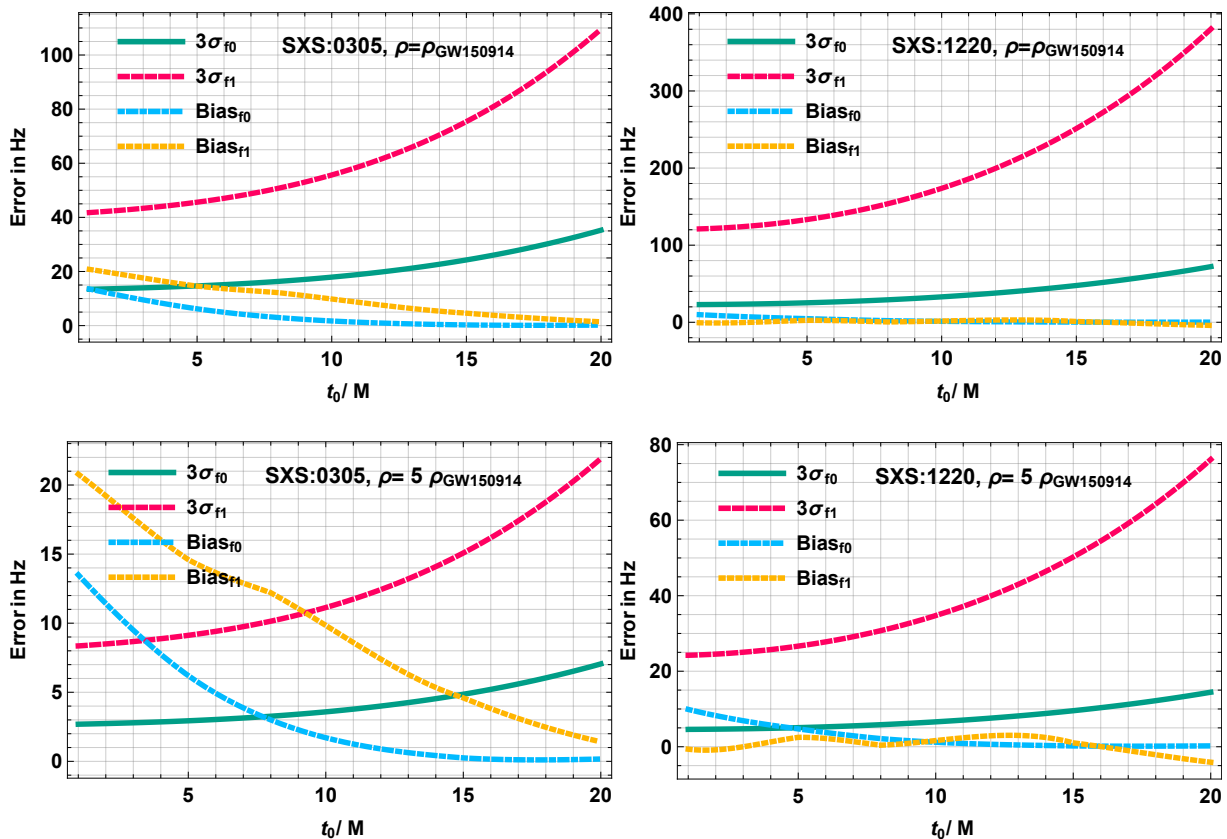 SXS:0305, ρ=ρGW150914
3σf0
3σf1
Biasf0
Biasf1
Error in Hz
100
80
60
40
20
0
5
10
15
20
t0/ M
SXS:1220, ρ=ρGW150914
3σf0
3σf1
Biasf0
Biasf1
Error in Hz
400
300
200
100
0
5
10
15
20
t0/ M
SXS:0305, ρ= 5 ρGW150914
3σf0
3σf1
Biasf0
Biasf1
Error in Hz
20
15
10
5
0
5
10
15
20
t0/ M
SXS:1220, ρ= 5 ρGW150914
3σf0
3σf1
Biasf0
Biasf1
Error in Hz
80
60
40
20
0
5
10
15
20
t0/ M